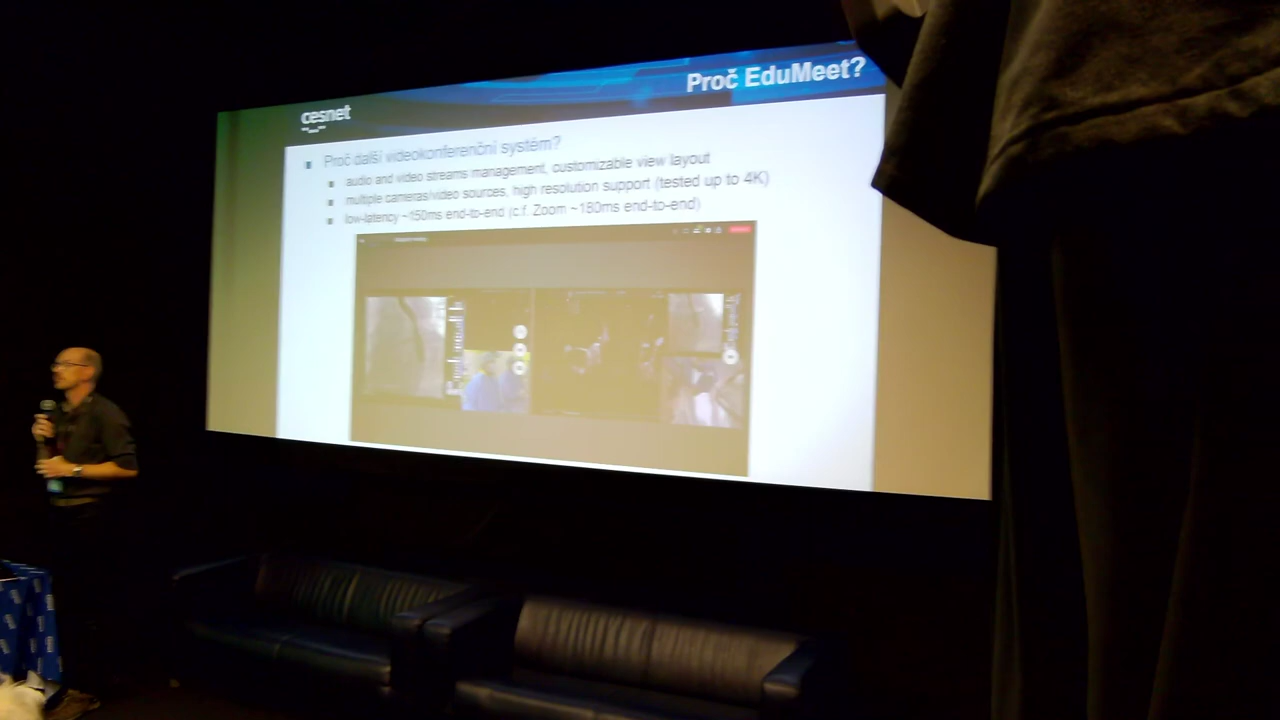 Proč EduMeet?
cesnet
Proč další videokonferenční systém?
audio and video streams management, customizable view layout
multiple cameras/video sources, high resolution support (tested up to 4K)
low-latency ~150ms end-to-end (c.f. Zoom ~180ms end-to-end)